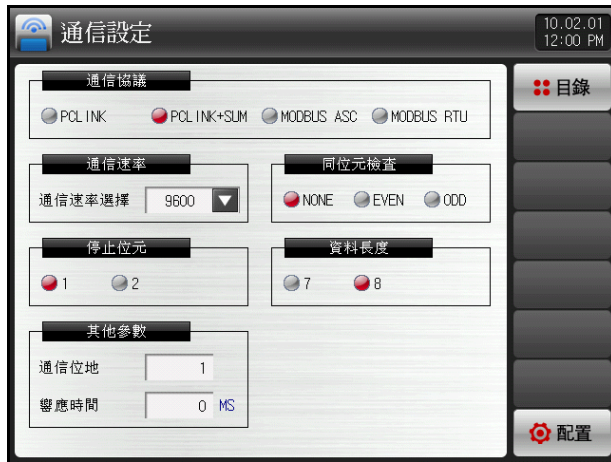 通信設定
10.02.01
12:00 PM
通信協議
PCLINK PCLINK+SUM MODBUS ASC MODBUS RTU
目錄
通信速率
通信速率選擇 9600
同位元檢查
NONE EVEN ODD
停止位元
1 2
資料長度
7 8
其他參數
通信位地 1
響應時間 0 MS
配置